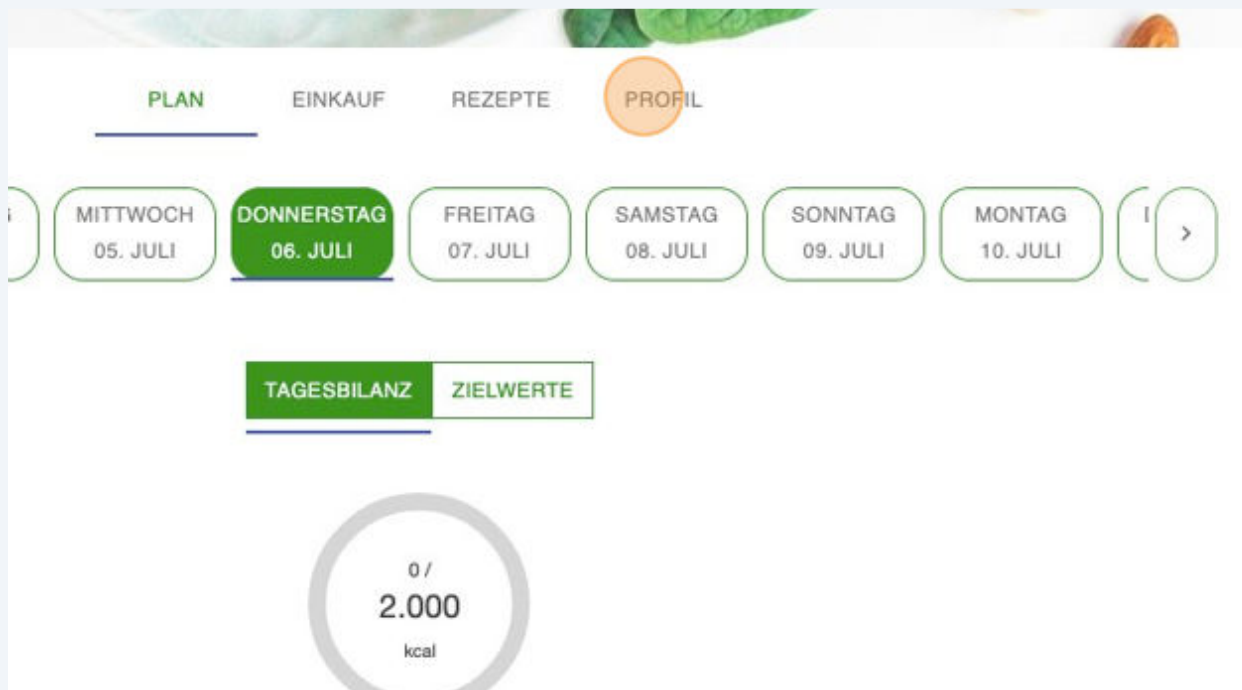 PLAN EINKAUF REZEPTE PROFIL
MITTWOCH DONNERSTAG FREITAG SAMSTAG SONNTAG MONTAG
05. JULI 06. JULI 07. JULI 08. JULI 09. JULI 10. JULI
TAGESBILANZ ZIELWERTE
0 /
2.000
kcal